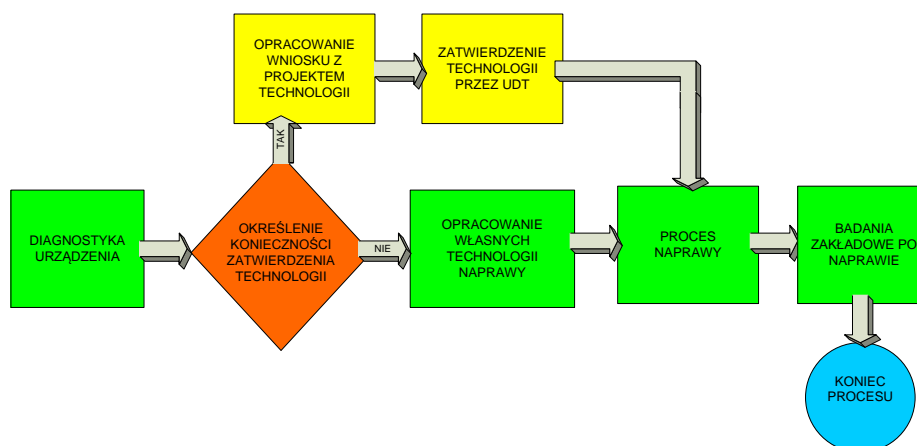 OPRACOWANIE
WNIOSKU Z
PROJEKTEM
TECHNOLOGII
ZATWIERDZENIE
TECHNOLOGII
PRZEZ UDT
TAK
DIAGNOSTYKA
URZĄDZENIA
OKREŚLENIE
KONIECZNOŚCI
ZATWIERDZENIA
TECHNOLOGII
NIE
OPRACOWANIE
WŁASNYCH
TECHNOLOGII
NAPRAWY
PROCES
NAPRAWY
BADANIA
ZAKŁADOWE PO
NAPRAWIE
KONIEC
PROCESU